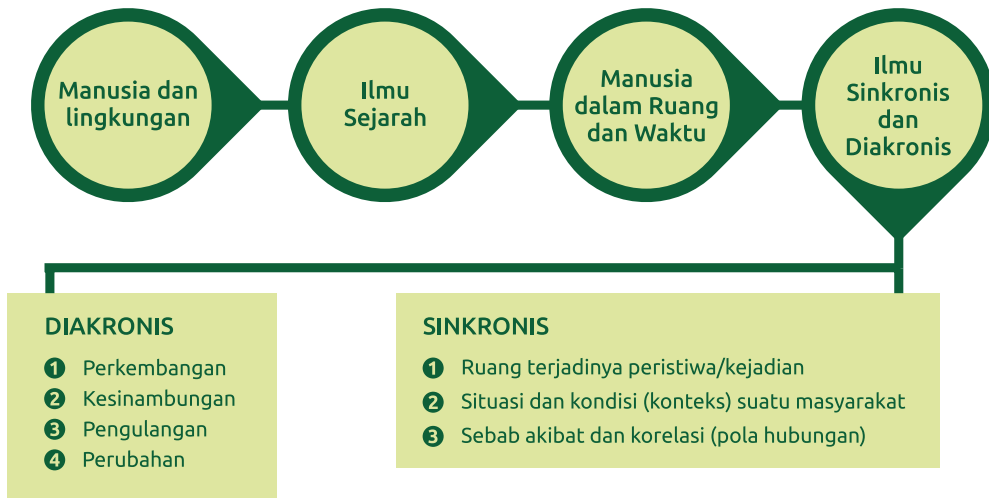 Manusia dan
lingkungan
Ilmu
Sejarah
Manusia
dalam Ruang
dan Waktu
Ilmu
Sinkronis
dan
Diakronis
DIAKRONIS
1 Perkembangan
2 Kesinambungan
3 Pengulangan
4 Perubahan
SINKRONIS
1 Ruang terjadinya peristiwa/kejadian
2 Situasi dan kondisi (konteks) suatu masyarakat
3 Sebab akibat dan korelasi (pola hubungan)